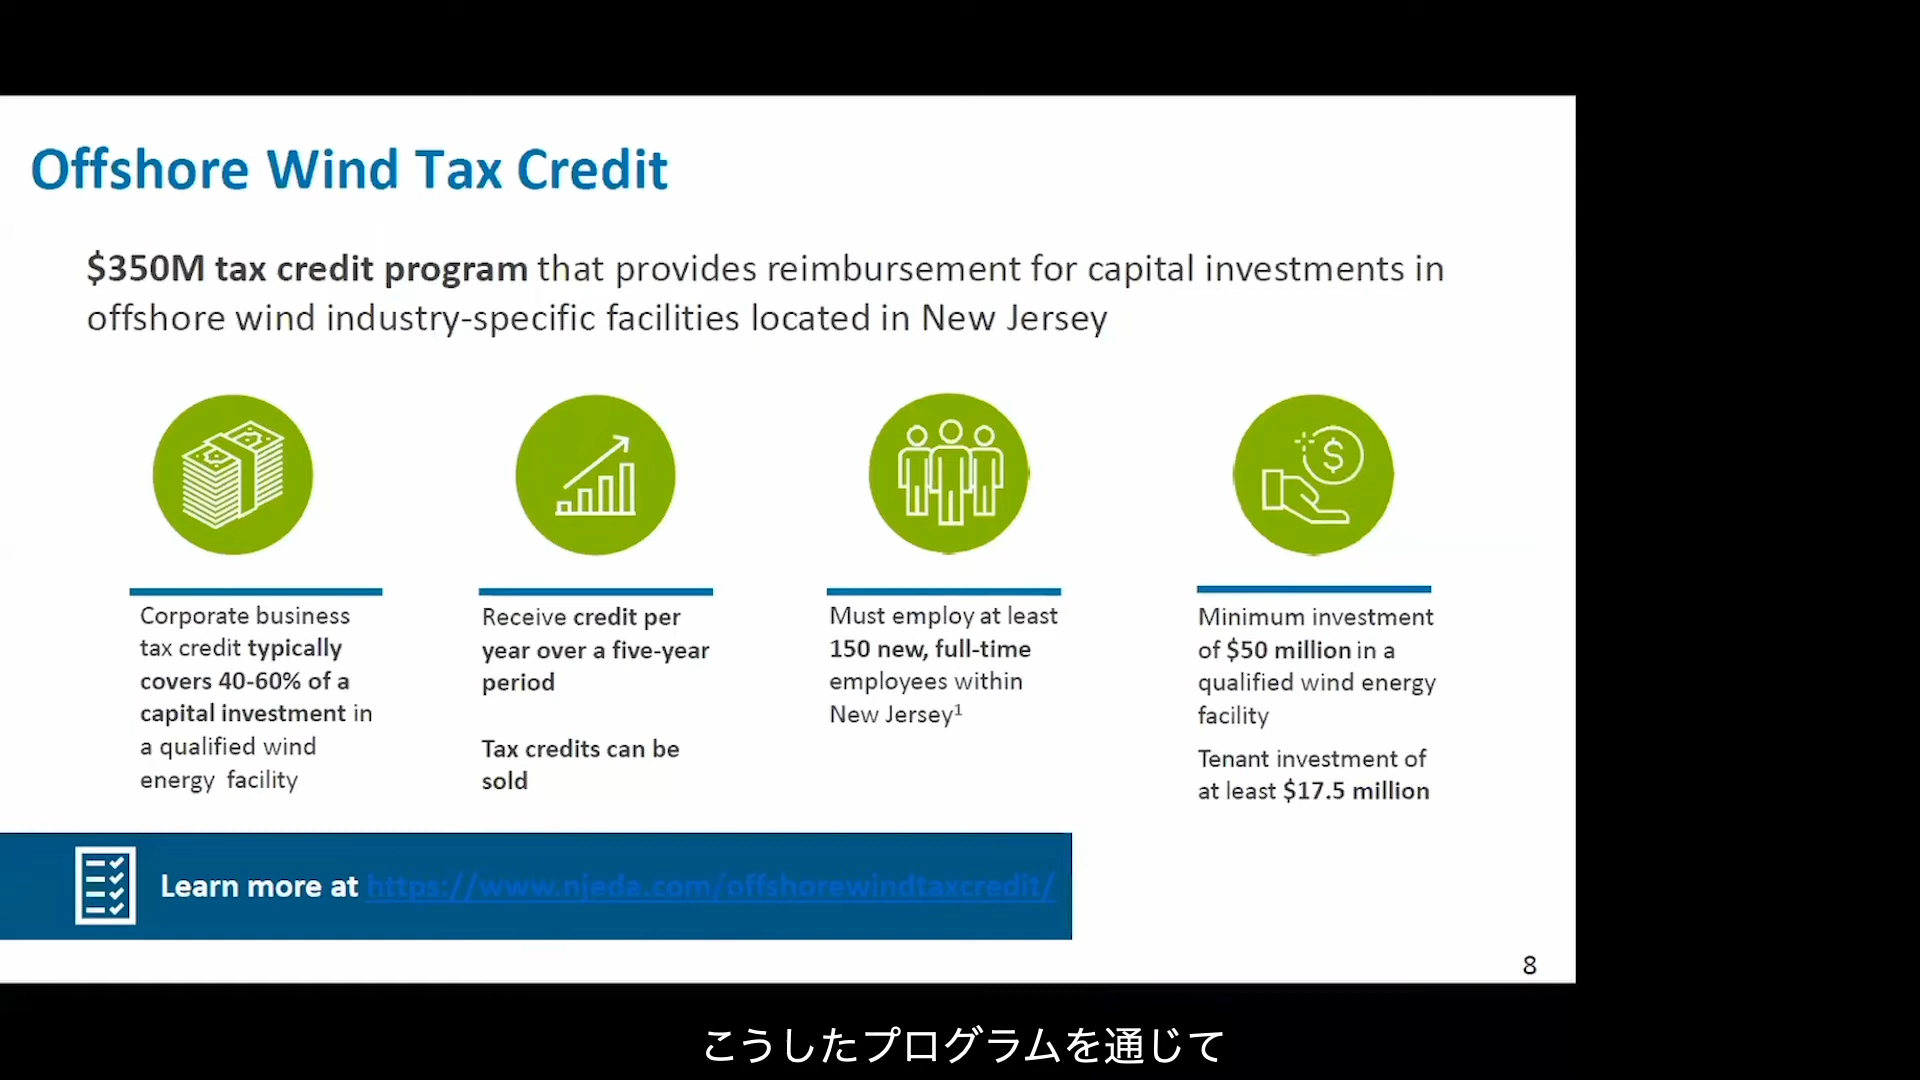 Offshore Wind Tax Credit
$350M tax credit program that provides reimbursement for capital investments in
offshore wind industry-specific facilities located in New Jersey
Corporate business
tax credit typically
covers 40-60% of a
capital investment in
a qualified wind
energy facility
Receive credit per
year over a five-year
period
Tax credits can be
sold
Must employ at least
150 new, full-time
employees within
New Jersey¹
Minimum investment
of $50 million in a
qualified wind energy
facility
Tenant investment of
at least $17.5 million
Learn more at https://www.njeda.com/offshorewindtaxcredit/
8
こうしたプログラムを通じて